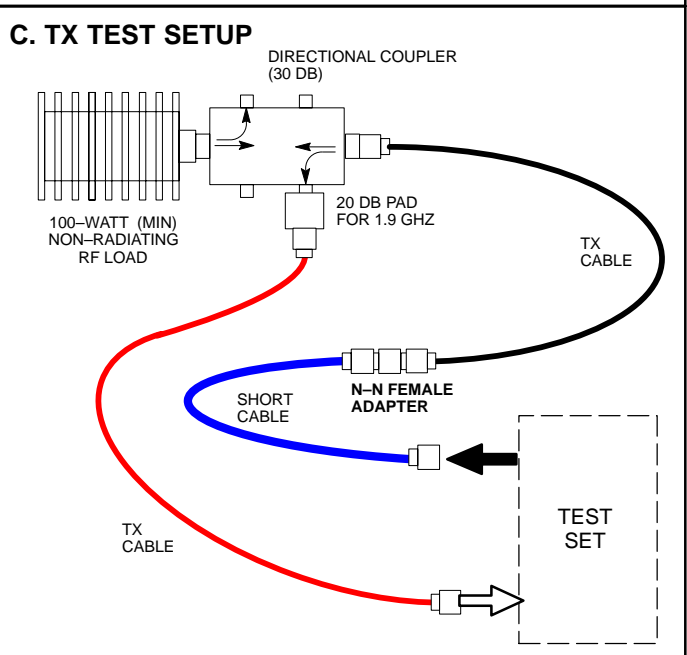 C. TX TEST SETUP
DIRECTIONAL COUPLER
(30 DB)
100–WATT (MIN)
NON–RADIATING
RF LOAD
20 DB PAD
FOR 1.9 GHZ
TX
CABLE
N–N FEMALE
ADAPTER
SHORT
CABLE
TEST
SET
TX
CABLE